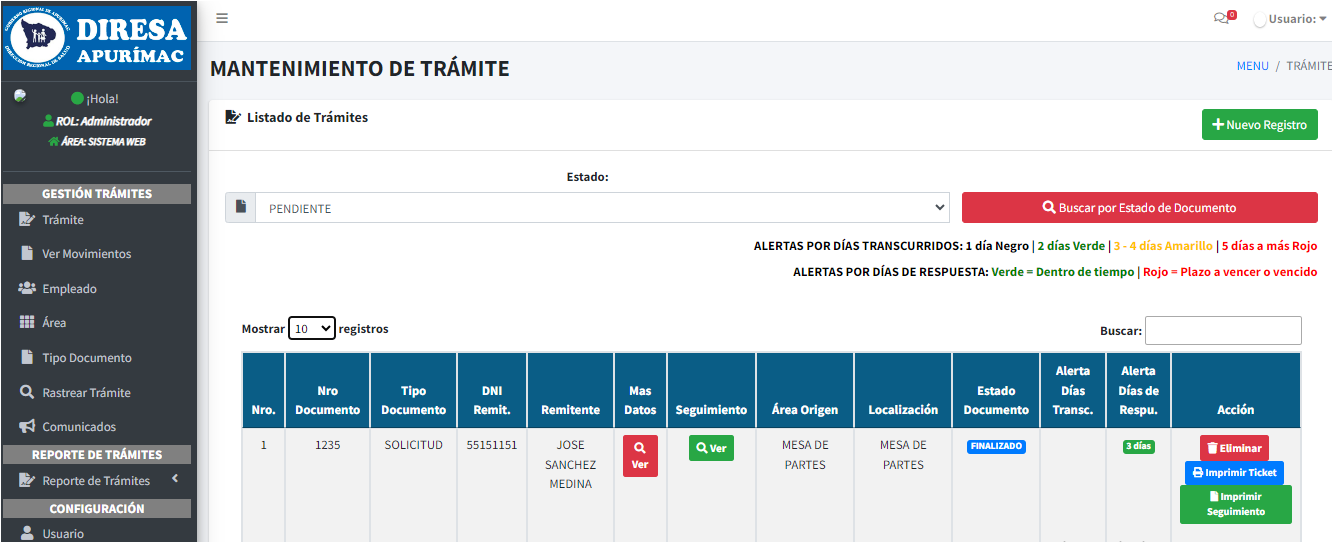 DIRESA
APURÍMAC
0
Usuario:
MANTENIMIENTO DE TRÁMITE
MENU / TRÁMITE
¡Hola!
ROL: Administrador
ÁREA: SISTEMA WEB
Listado de Trámites
Nuevo Registro
Estado:
PENDIENTE
Buscar por Estado de Documento
ALERTAS POR DÍAS TRANSCURRIDOS: 1 día Negro | 2 días Verde | 3 - 4 días Amarillo | 5 días a más Rojo
ALERTAS POR DÍAS DE RESPUESTA: Verde = Dentro de tiempo | Rojo = Plazo a vencer o vencido
GESTIÓN TRÁMITES
Trámite
Ver Movimientos
Empleado
Área
Tipo Documento
Rastrear Trámite
Comunicados
REPORTE DE TRÁMITES
Reporte de Trámites
CONFIGURACIÓN
Usuario
Mostrar 10 registros
Buscar:
Nro.
Nro
Documento
Tipo
Documento
DNI
Remit.
Remitente
Mas
Datos
Seguimiento
Área Origen
Localización
Estado
Documento
Alerta
Días
Transc.
Alerta
Días de
Respu.
Acción
1
1235
SOLICITUD
55151151
JOSE
SANCHEZ
MEDINA
Ver
Ver
MESA DE
PARTES
MESA DE
PARTES
FINALIZADO
3 días
Eliminar
Imprimir Ticket
Imprimir
Seguimiento